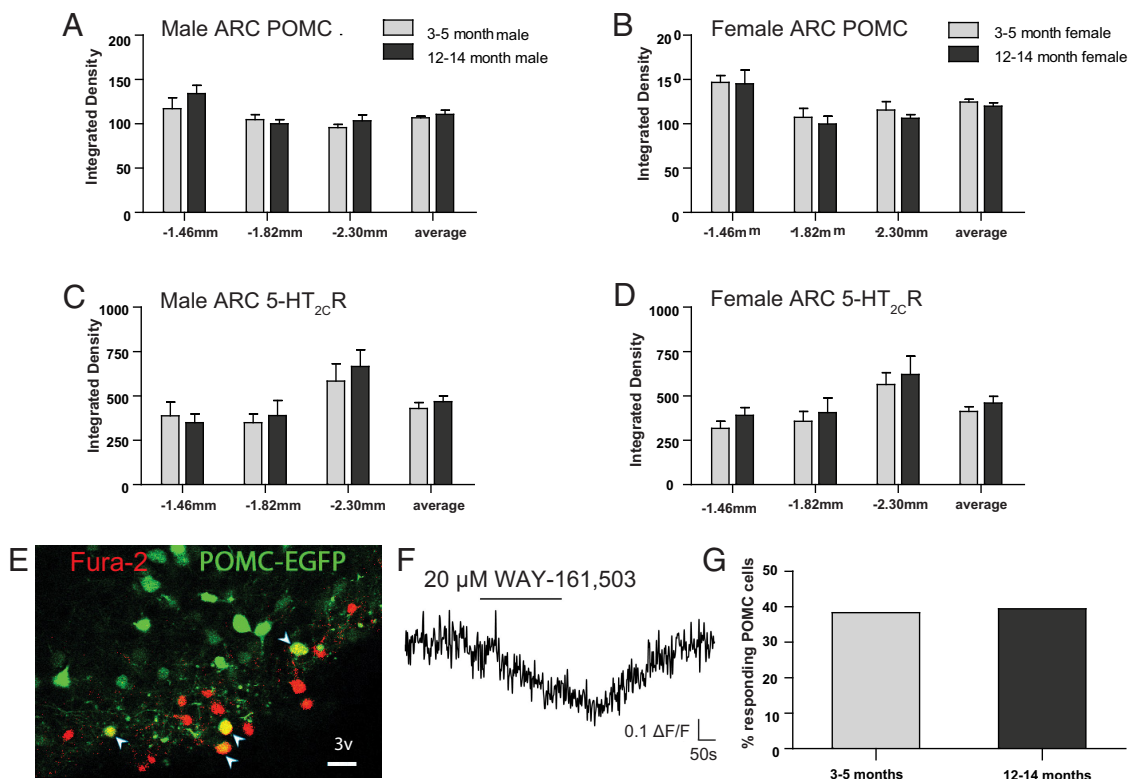 A
Male ARC POMC .
3-5 month male
12-14 month male
Integrated Density
200
150
100
50
0
-1.46mm
-1.82mm
-2.30mm
average
B
Female ARC POMC
3-5 month female
12-14 month female
Integrated Density
200
150
100
50
0
-1.46mm
-1.82mm
-2.30mm
average
C
Male ARC 5-HT2CR
Integrated Density
1000
750
500
250
0
-1.46mm
-1.82mm
-2.30mm
average
D
Female ARC 5-HT2CR
Integrated Density
1000
750
500
250
0
-1.46mm
-1.82mm
-2.30mm
average
E
Fura-2
POMC-EGFP
3v
F
20 µM WAY-161,503
0.1 ΔF/F
50s
G
% responding POMC cells
50
40
30
20
10
0
3-5 months
12-14 months